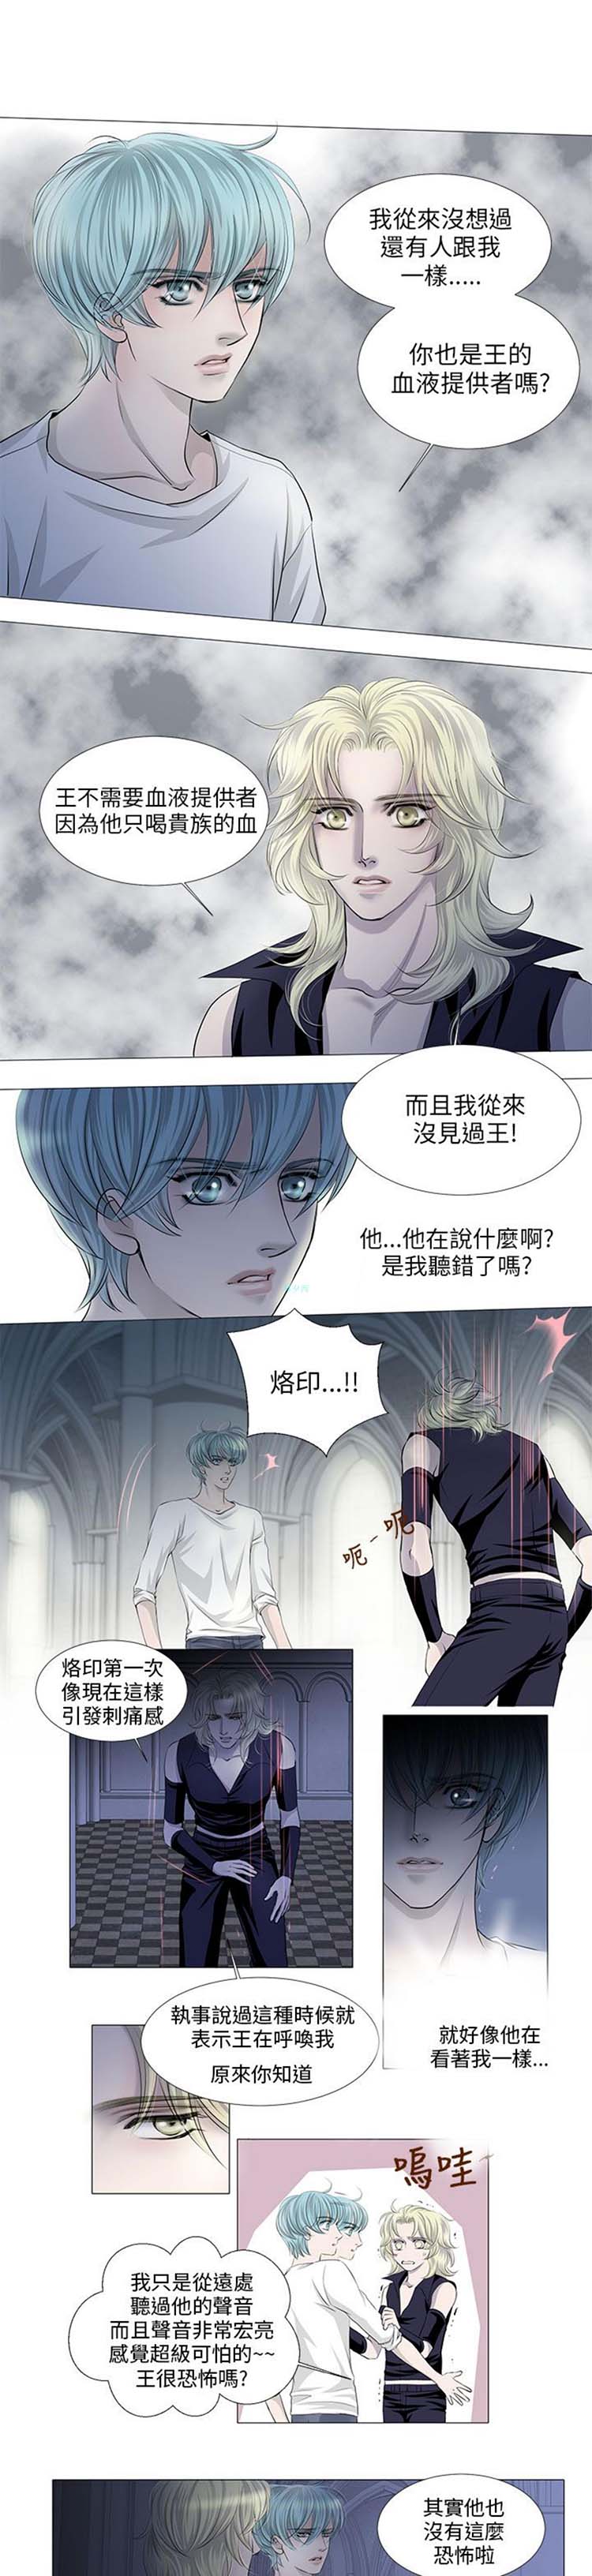 我從來沒想過
還有人跟我
一樣.....
你也是王的
血液提供者嗎?
王不需要血液提供者
因為他只喝貴族的血
而且我從來
沒見過王!
他...他在說什麼啊?
是我聽錯了嗎?
烙印...!!
呃-呃
烙印第一次
像現在這樣
引發刺痛感
執事說過這種時候就
表示王在呼喚我
原來你知道
就好像他在
看著我一樣...
嗚哇-
我只是從遠處
聽過他的聲音
而且聲音非常宏亮
感覺超級可怕的~~
王很恐怖嗎?
其實他也
沒有這麼
恐怖啦